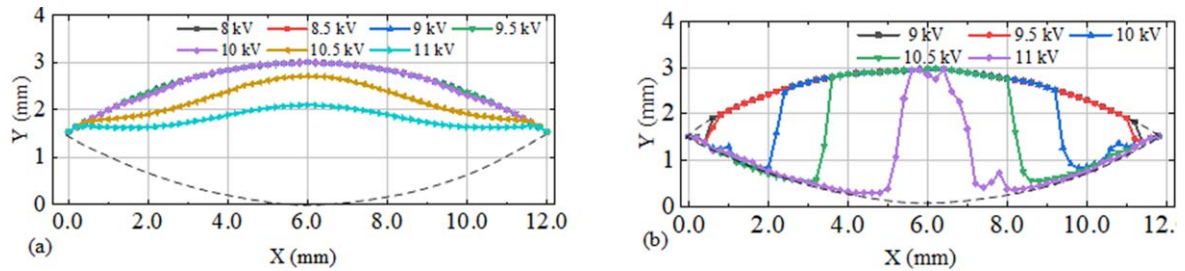 8 kV 8.5 kV 9 kV 9.5 kV
10 kV 10.5 kV 11 kV
4
3
2
1
0
Y (mm)
0.0 2.0 4.0 6.0 8.0 10.0 12.0
X (mm)
(a)
9 kV 9.5 kV 10 kV
10.5 kV 11 kV
4
3
2
1
0
Y (mm)
0.0 2.0 4.0 6.0 8.0 10.0 12.0
X (mm)
(b)